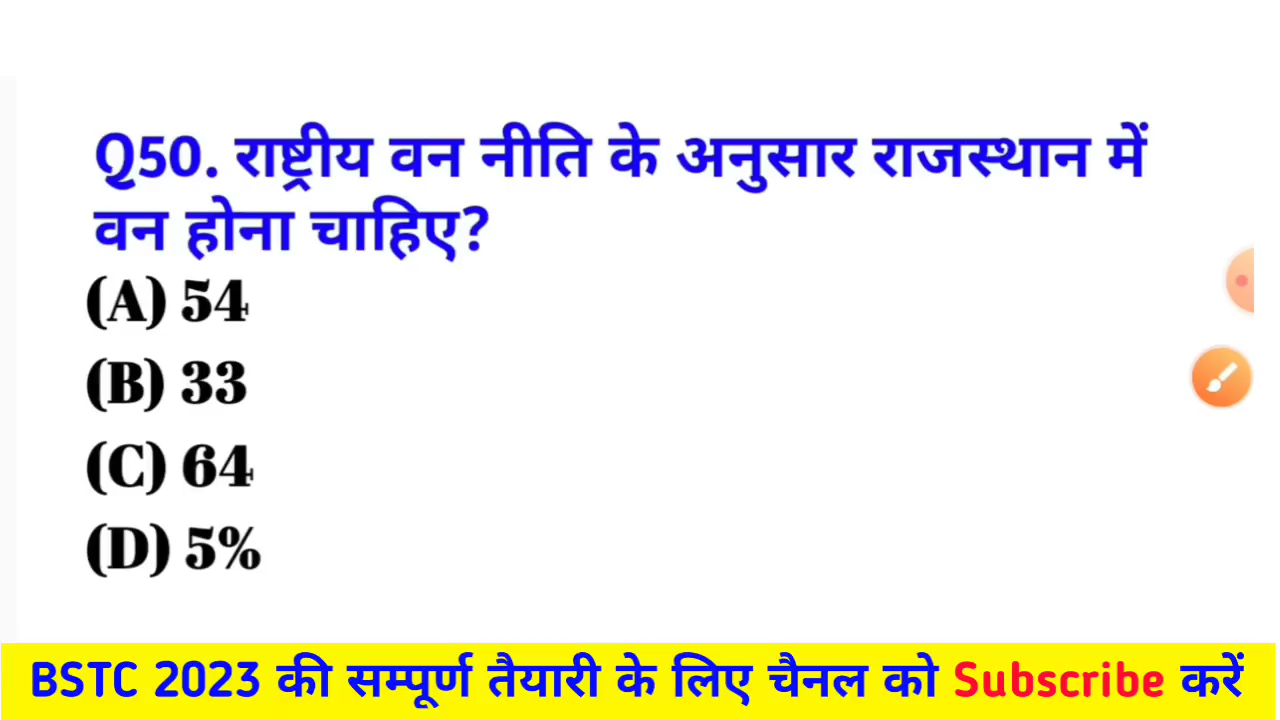 Q50. राष्ट्रीय वन नीति के अनुसार राजस्थान में
वन होना चाहिए?
(A) 54
(B) 33
(C) 64
(D) 5%
BSTC 2023 की सम्पूर्ण तैयारी के लिए चैनल को Subscribe करें